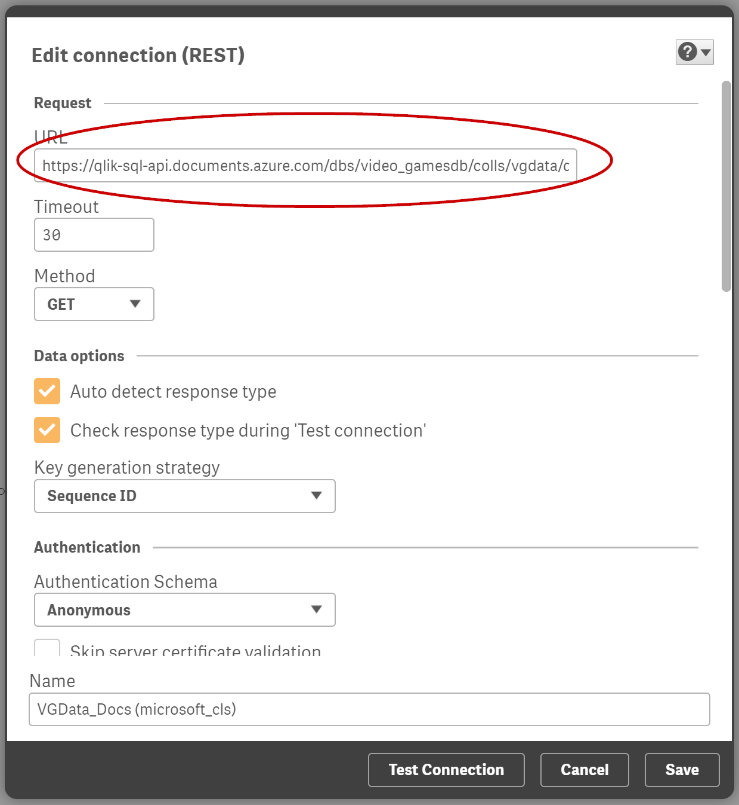 Edit connection (REST)
?
Request
URL
https://qlik-sql-api.documents.azure.com/dbs/video_gamesdb/colls/vgdata/c
Timeout
30
Method
GET
Data options
Auto detect response type
Check response type during 'Test connection'
Key generation strategy
Sequence ID
Authentication
Authentication Schema
Anonymous
Skip server certificate validation
Name
VGData_Docs (microsoft_cls)
Test Connection Cancel Save